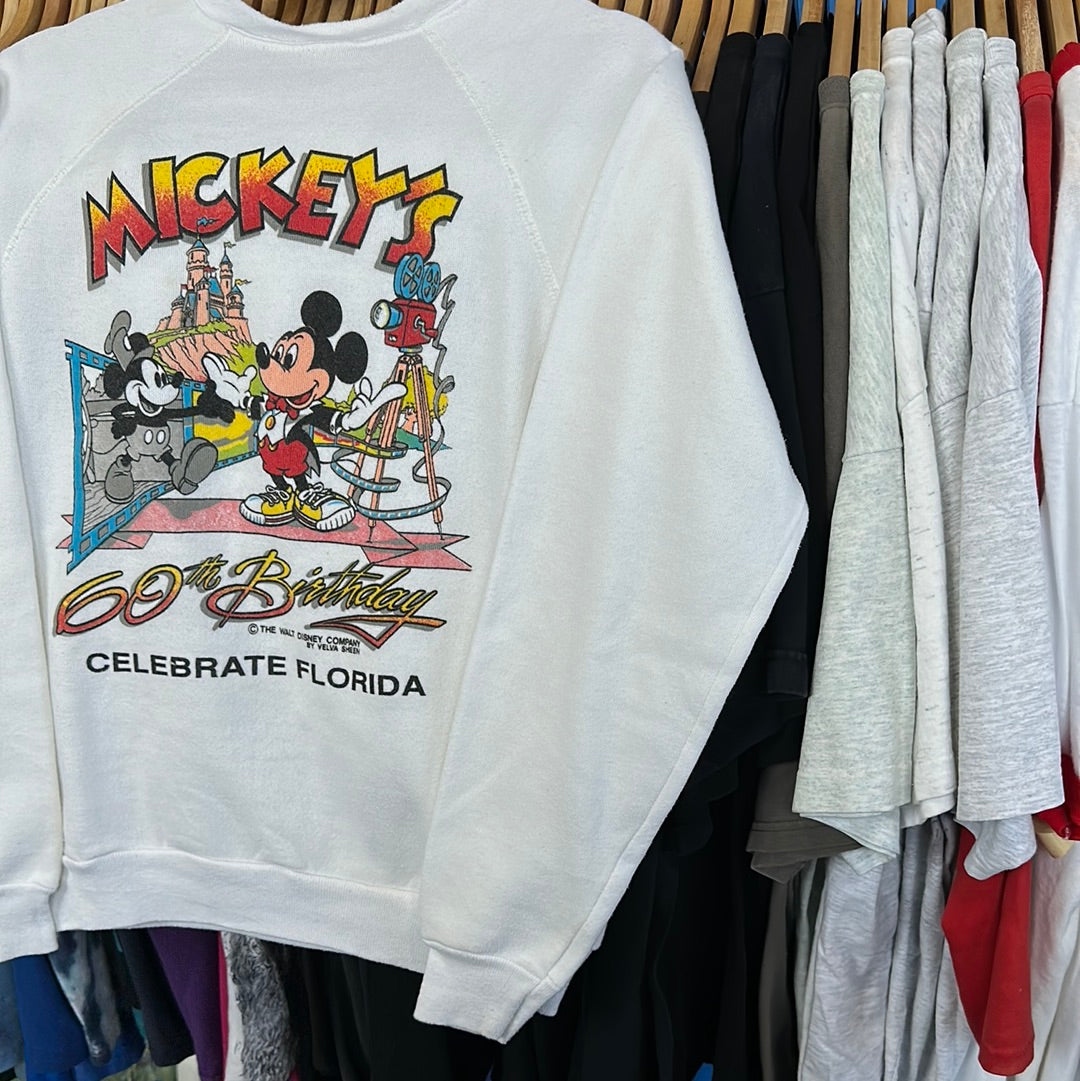 MICKEY'S
60th Birthday
© THE WALT DISNEY COMPANY
BY VELVA SHEEN
CELEBRATE FLORIDA